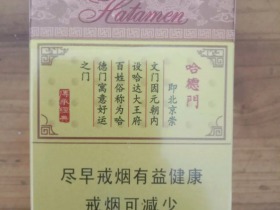 Hatamen
哈德門
即北京崇
文门因元朝内
设哈达大王府
百姓俗称为哈
德门寓意好运
之门
尽早戒烟有益健康
戒烟可减少